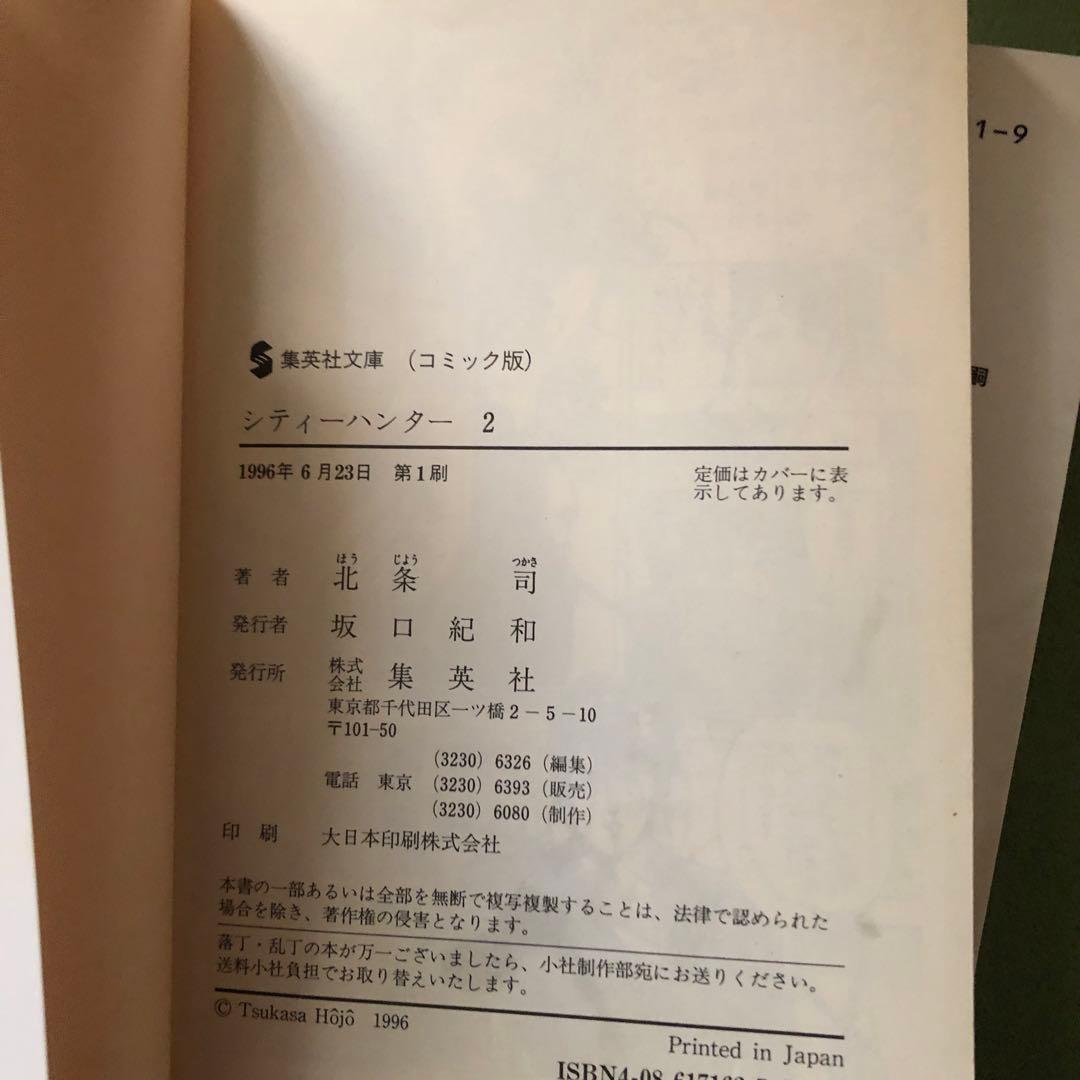 集英社文庫 （コミック版）
シティーハンター 2
1996年6月23日 第1刷
定価はカバーに表
示してあります。
著者 北条司
ほう じょう つかさ
発行者 坂口紀和
発行所 株式会社 集英社
東京都千代田区一ツ橋2－5－10
〒101-50
(3230) 6326 (編集)
電話 東京 (3230) 6393 (販売)
(3230) 6080 (制作)
印刷 大日本印刷株式会社
本書の一部あるいは全部を無断で複写複製することは、法律で認められた
場合を除き、著作権の侵害となります。
落丁・乱丁の本が万一ございましたら、小社制作部宛にお送りください。
送料小社負担でお取り替えいたします。
© Tsukasa Hôjô 1996
Printed in Japan
ISBN4-08-
1-9
嗣